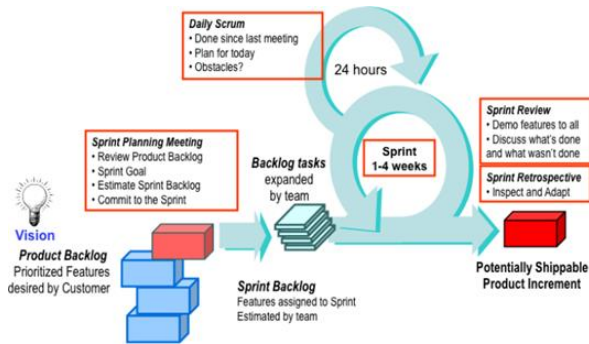 Daily Scrum
• Done since last meeting
• Plan for today
• Obstacles?
24 hours
Sprint Planning Meeting
• Review Product Backlog
• Sprint Goal
• Estimate Sprint Backlog
• Commit to the Sprint
Vision
Product Backlog
Prioritized Features
desired by Customer
Backlog tasks
expanded
by team
Sprint Backlog
Features assigned to Sprint
Estimated by team
Sprint
1-4 weeks
Sprint Review
• Demo features to all
• Discuss what's done
and what wasn't done
Sprint Retrospective
• Inspect and Adapt
Potentially Shippable
Product Increment